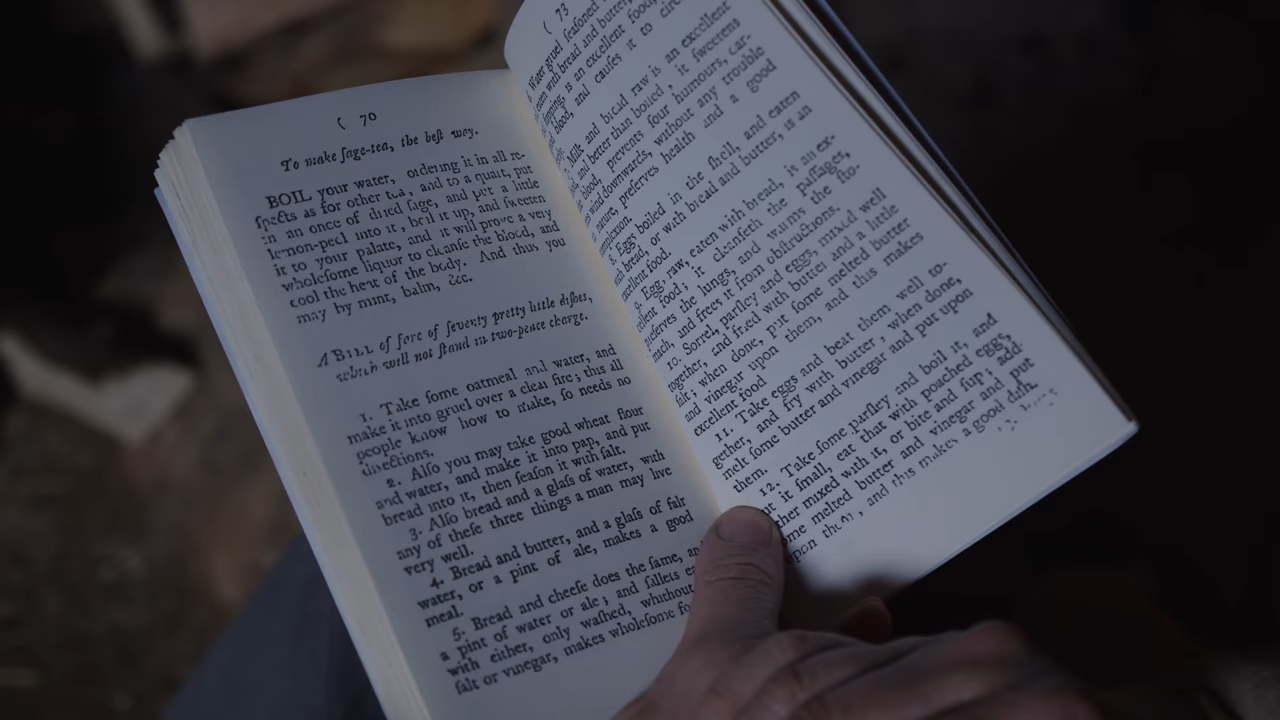 ( 70
To make ſage-tea, the beſt way.
BOIL your water, ordering it in all re-
ſpects as for other tea, and to a quart, put
in an once of dried ſage, and put a little
lemon-peel into it, boil it up, and ſweeten
it to your palate, and it will prove a very
wholeſome liquor to cleanſe the blood, and
cool the heat of the body. And thus, you
may by mint, balm, &c.
A BILL of fare of ſeventy pretty little diſhes,
which will not ſtand in two-pence charge.
1. Take ſome oatmeal and water, and
make it into gruel over a clear fire; this all
people know how to make, ſo needs no
directions.
2. Alſo you may take good wheat flour
and water, and make it into pap, and put
bread into it, then ſeaſon it with ſalt.
3. Alſo bread and a glaſs of water, with
any of theſe three things a man may live
very well.
4. Bread and butter, and a glaſs of fair
water, or a pint of ale, makes a good
meal.
5. Bread and cheeſe does the ſame, an
a pint of water or ale; and ſallets ea
with either, only waſhed, without
ſalt or vinegar, makes wholeſome fo
( 73
Water gruel ſeaſoned
eaten with bread and butter,
is an excellent food,
blood, and cauſes it to circ
Milk and bread raw is an excellent
and better than boiled, it ſweetens
blood, prevents four humours, car-
wind downwards, without any trouble
nature, preſerves health and a good
complexion.
8. Eggs boiled in the ſhell, and eaten
with bread, or with bread and butter, is an
excellent food.
9. Egg, raw, eaten with bread, is an ex-
cellent food; it cleanſeth the paſſages,
preſerves the lungs, and warms the ſto-
mach, and frees it from obſtructions.
10. Sorrel, parſley and eggs, mixed well
together, and fried with butter and a little
ſalt; when done, put ſome melted butter
and vinegar upon them, and this makes
excellent food
11. Take eggs and beat them well to-
gether, and fry with butter; when done,
melt ſome butter and vinegar and put upon
them.
12. Take ſome parſley and boil it, and
ut it ſmall, eat that with poached eggs,
ther mixed with it, or bite and ſup; add
ome melted butter and vinegar and put
upon them, and this makes a good diſh.